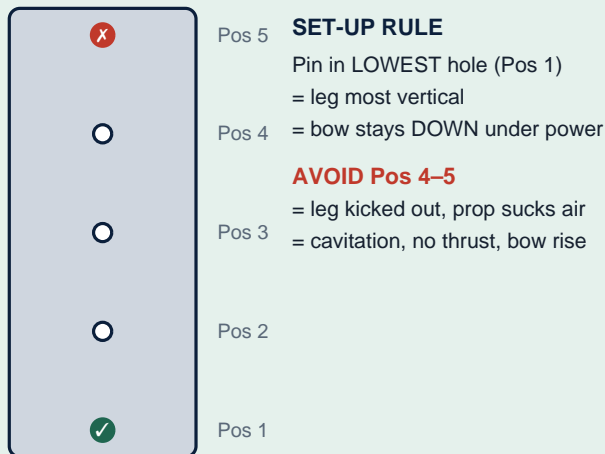 ✗
Pos 5
Pos 4
Pos 3
Pos 2
✓
Pos 1
SET-UP RULE
Pin in LOWEST hole (Pos 1)
= leg most vertical
= bow stays DOWN under power
AVOID Pos 4–5
= leg kicked out, prop sucks air
= cavitation, no thrust, bow rise